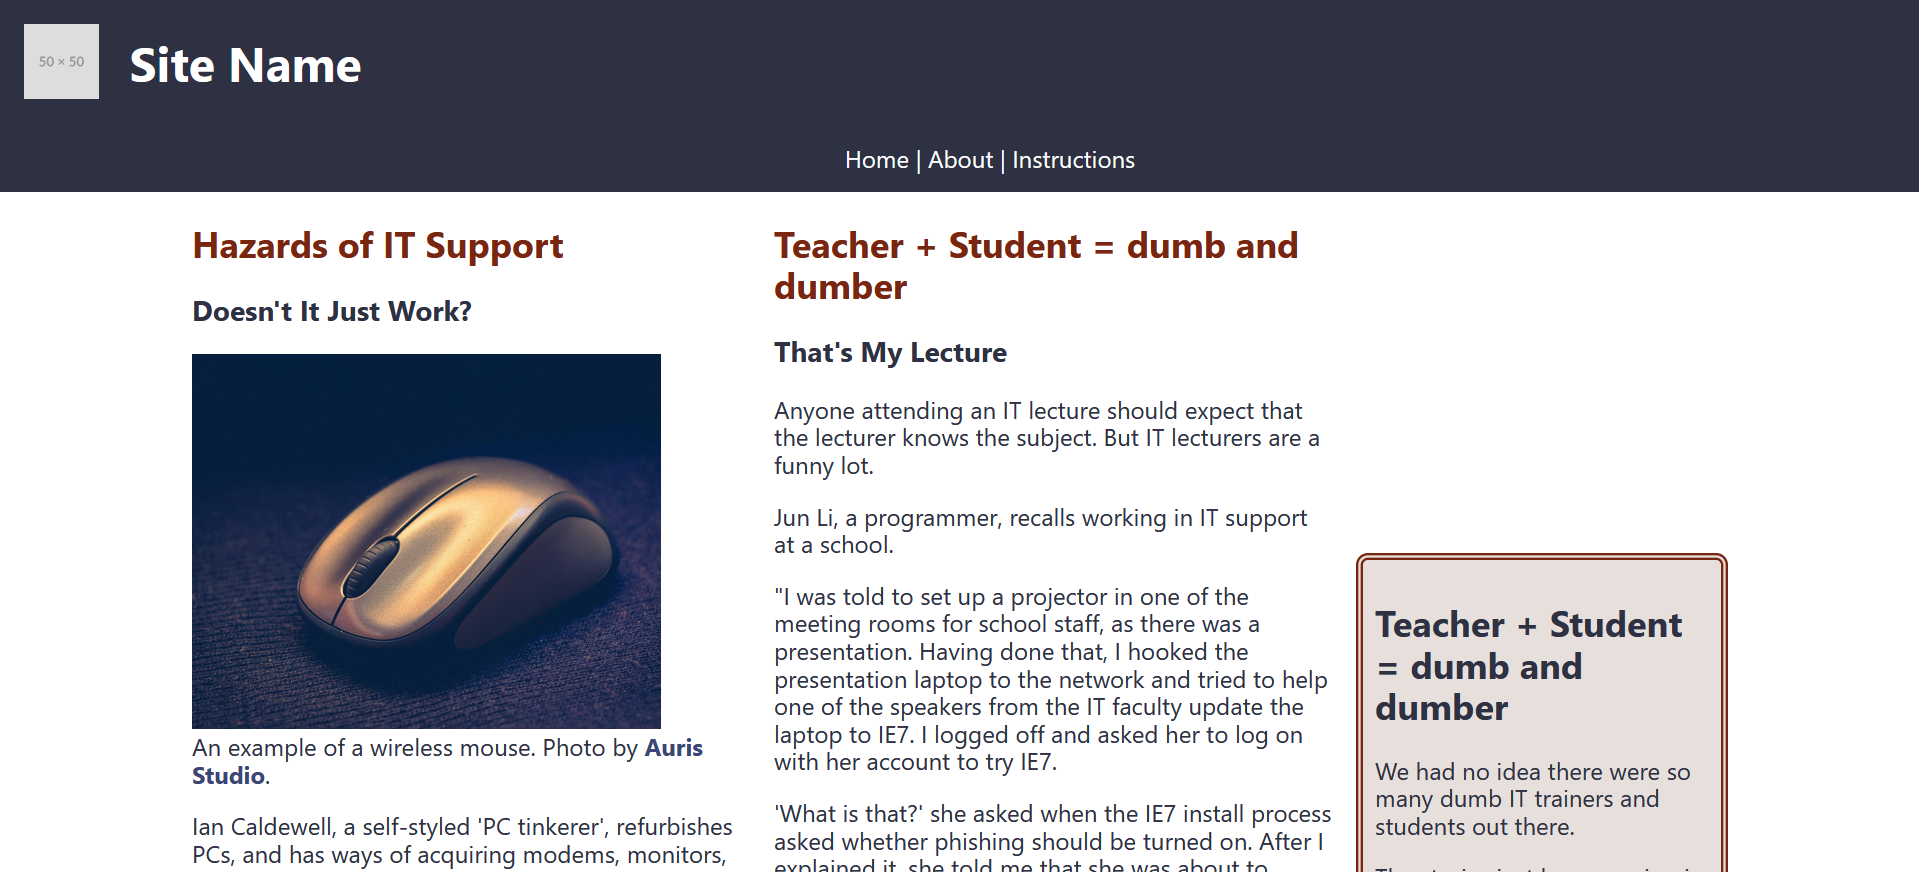 50 × 50
Site Name
Home | About | Instructions
Hazards of IT Support
Doesn't It Just Work?
An example of a wireless mouse. Photo by Auris
Studio.
Ian Caldewell, a self-styled 'PC tinkerer', refurbishes
PCs, and has ways of acquiring modems, monitors,
Teacher + Student = dumb and
dumber
That's My Lecture
Anyone attending an IT lecture should expect that
the lecturer knows the subject. But IT lecturers are a
funny lot.
Jun Li, a programmer, recalls working in IT support
at a school.
"I was told to set up a projector in one of the
meeting rooms for school staff, as there was a
presentation. Having done that, I hooked the
presentation laptop to the network and tried to help
one of the speakers from the IT faculty update the
laptop to IE7. I logged off and asked her to log on
with her account to try IE7.
'What is that?' she asked when the IE7 install process
asked whether phishing should be turned on. After I
explained it, she told me that she was about to
Teacher + Student
= dumb and
dumber
We had no idea there were so
many dumb IT trainers and
students out there.